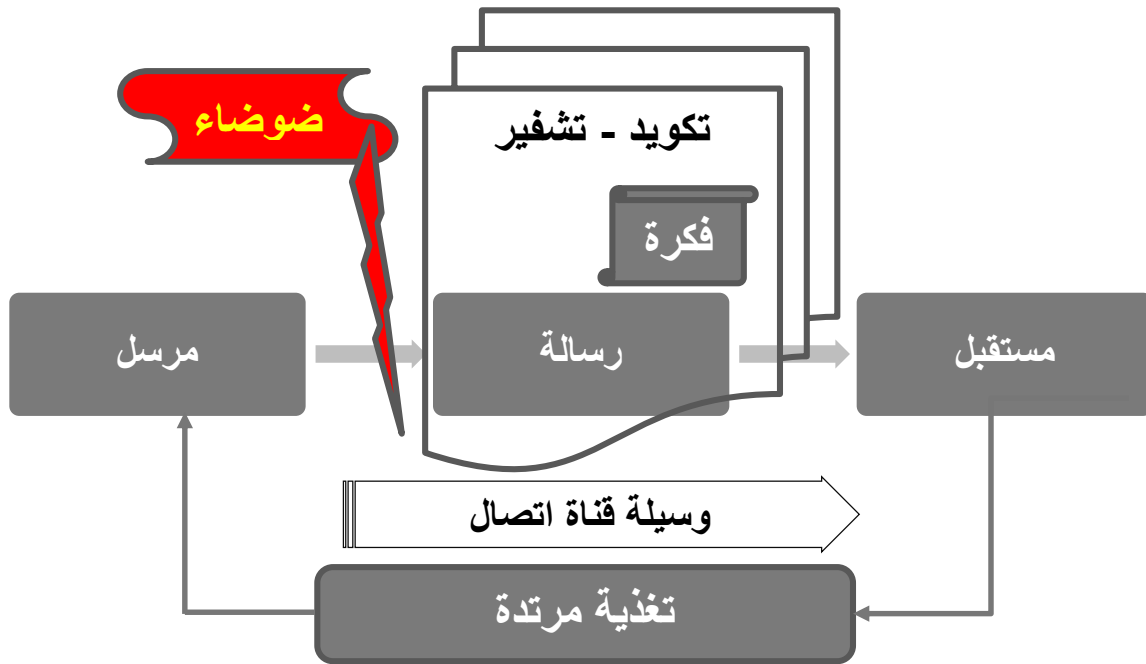 ضوضاء
تكويد - تشفير
فكرة
مرسل
رسالة
مستقبل
وسيلة قناة اتصال
تغذية مرتدة